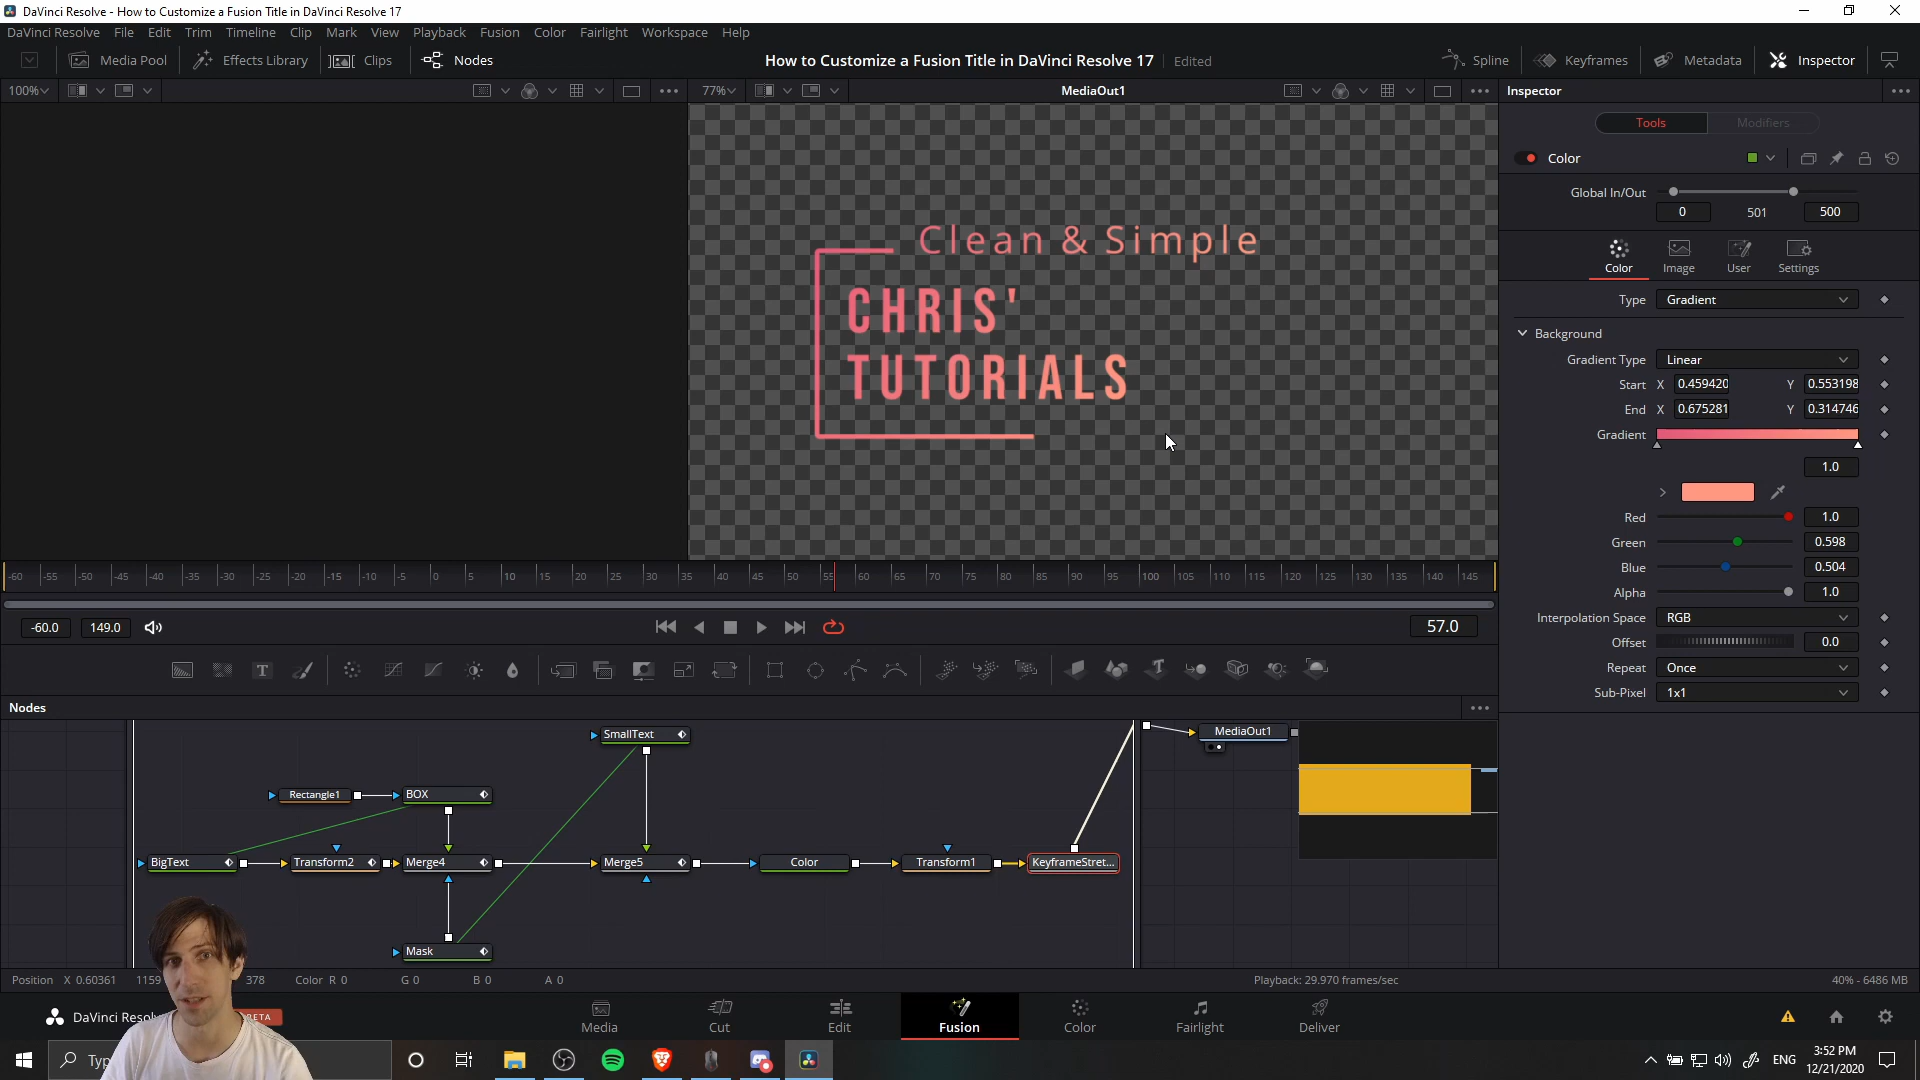 DaVinci Resolve - How to Customize a Fusion Title in DaVinci Resolve 17
DaVinci Resolve File Edit Trim Timeline Clip Mark View Playback Fusion Color Fairlight Workspace Help
Media Pool Effects Library Clips Nodes How to Customize a Fusion Title in DaVinci Resolve 17 Edited Spline Keyframes Metadata Inspector
100% 77% MediaOut1 Inspector
Tools Modifiers
Color
Global In/Out
0 501 500
Color Image User Settings
Type Gradient
Background
Gradient Type Linear
Start X 0.459420 Y 0.553198
End X 0.675281 Y 0.314746
Gradient
1.0
Red 1.0
Green 0.598
Blue 0.504
Alpha 1.0
Interpolation Space RGB
Offset 0.0
Repeat Once
Sub-Pixel 1x1
Clean & Simple
CHRIS'
TUTORIALS
-60 -55 -50 -45 -40 -35 -30 -25 -20 -15 -10 -5 0 5 10 15 20 25 30 35 40 45 50 55 60 65 70 75 80 85 90 95 100 105 110 115 120 125 130 135 140 145
-60.0 149.0 57.0
T
Nodes
SmallText MediaOut1
Rectangle1 BOX
BigText Transform2 Merge4 Merge5 Color Transform1 KeyframeStret...
Mask
Position X 0.60361 1159 378 Color R 0 G 0 B 0 A 0 Playback: 29.970 frames/sec 40% - 6486 MB
DaVinci Resol
Media Cut Edit Fusion Color Fairlight Deliver
Typ
ENG 3:52 PM
12/21/2020